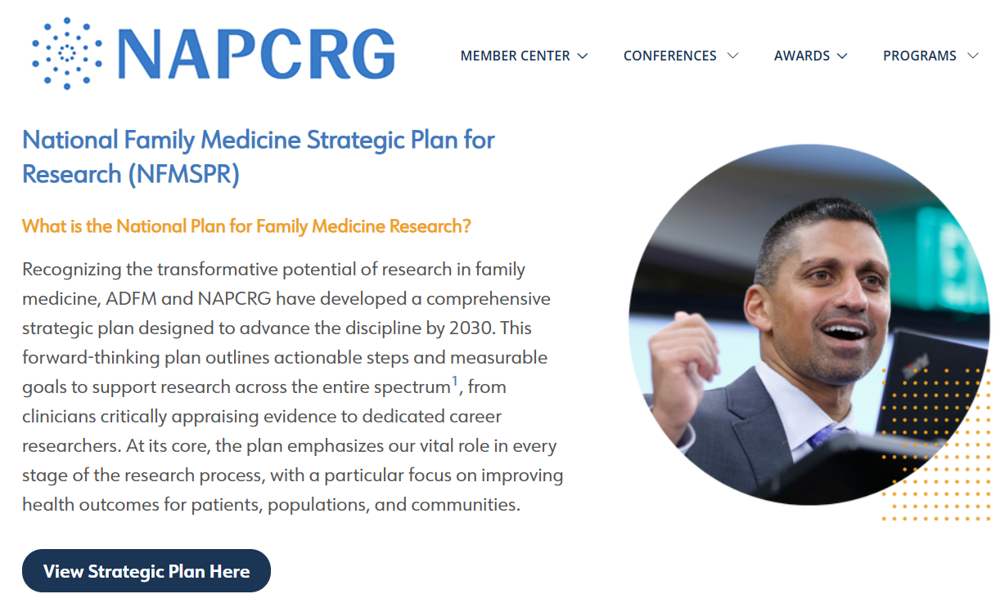 NAPCRG
MEMBER CENTER
CONFERENCES
AWARDS
PROGRAMS
National Family Medicine Strategic Plan for
Research (NFMSPR)
What is the National Plan for Family Medicine Research?
Recognizing the transformative potential of research in family
medicine, ADFM and NAPCRG have developed a comprehensive
strategic plan designed to advance the discipline by 2030. This
forward-thinking plan outlines actionable steps and measurable
goals to support research across the entire spectrum¹, from
clinicians critically appraising evidence to dedicated career
researchers. At its core, the plan emphasizes our vital role in every
stage of the research process, with a particular focus on improving
health outcomes for patients, populations, and communities.
View Strategic Plan Here